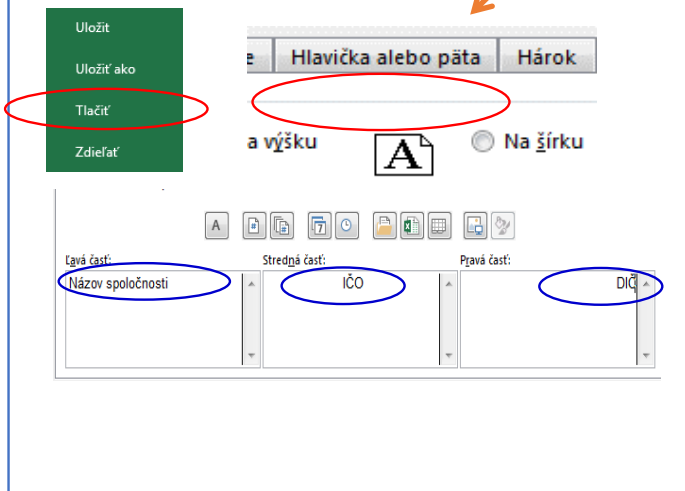 Uložiť
Uložiť ako
Tlačiť
Zdieľať
e
Hlavička alebo päta
Hárok
a výšku
A
Na šírku
A
#
#
7
Ľavá časť:
Stredná časť:
Pravá časť:
Názov spoločnosti
IČO
DIČ